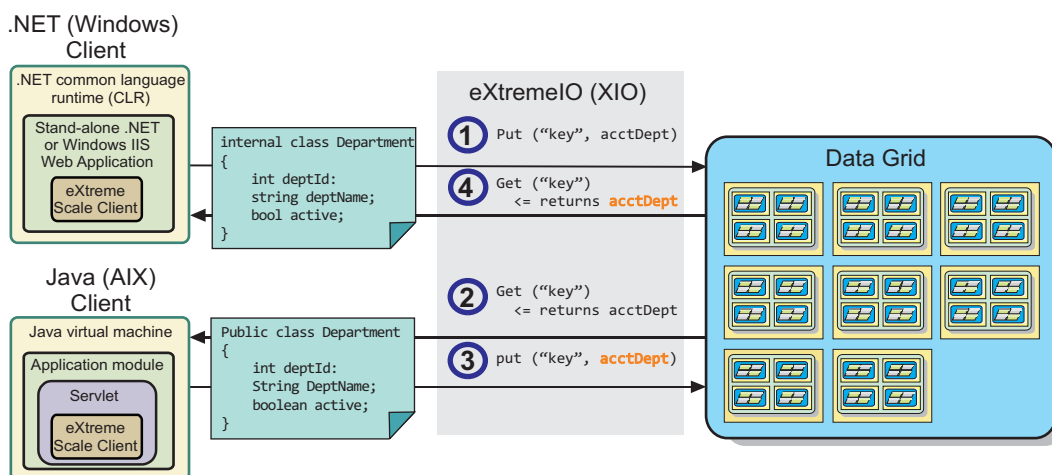 .NET (Windows)
Client
.NET common language
runtime (CLR)
Stand-alone .NET
or Windows IIS
Web Application
eXtreme
Scale Client
internal class Department
{
int deptId:
string deptName;
bool active;
}
eXtremeIO (XIO)
1 Put (“key”, acctDept)
4 Get (“key”)
<= returns acctDept
Data Grid
Java (AIX)
Client
Java virtual machine
Application module
Servlet
eXtreme
Scale Client
Public class Department
{
int deptId:
String DeptName;
boolean active;
}
2 Get (“key”)
<= returns acctDept
3 put (“key”, acctDept)